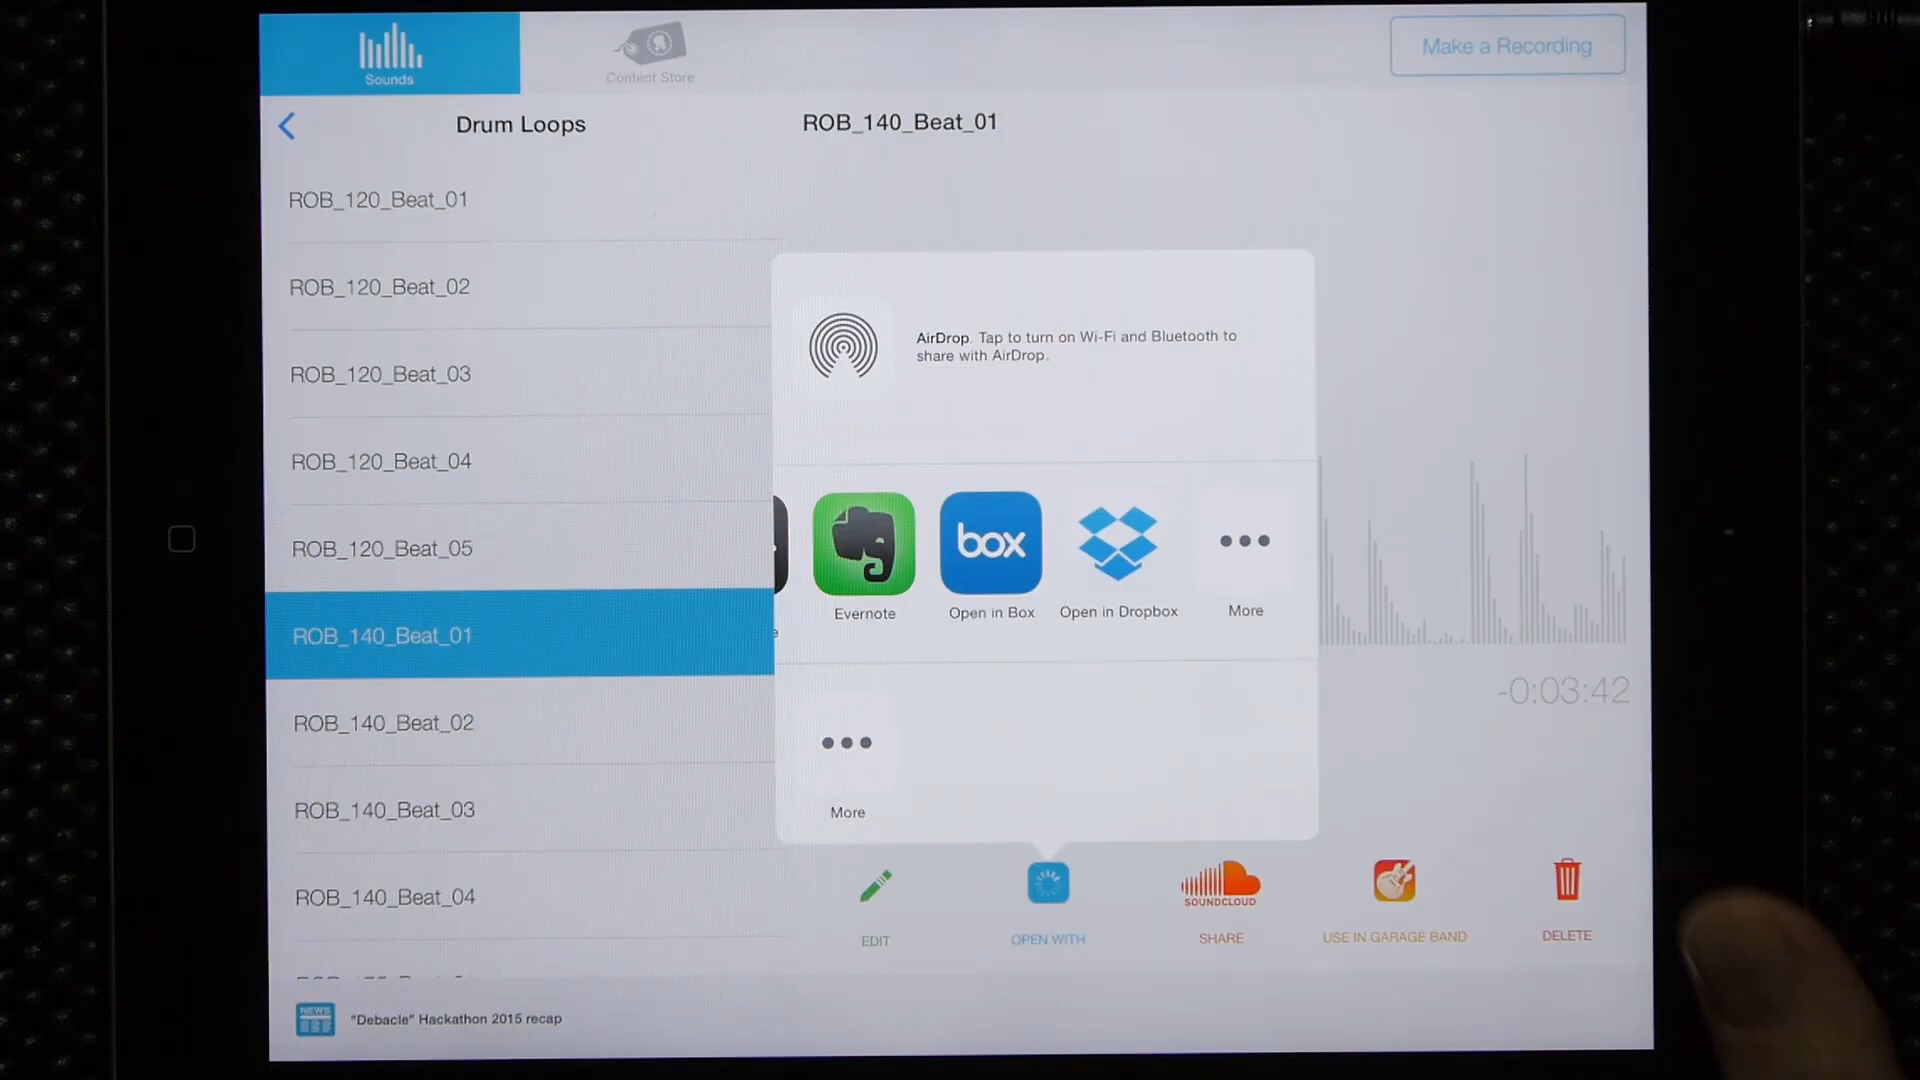 Sounds
Content Store
Make a Recording
Drum Loops
ROB_140_Beat_01
ROB_120_Beat_01
ROB_120_Beat_02
ROB_120_Beat_03
ROB_120_Beat_04
ROB_120_Beat_05
ROB_140_Beat_01
ROB_140_Beat_02
ROB_140_Beat_03
ROB_140_Beat_04
AirDrop. Tap to turn on Wi-Fi and Bluetooth to
share with AirDrop.
box
Evernote
Open in Box
Open in Dropbox
More
-0:03:42
More
SOUNDCLOUD
EDIT
OPEN WITH
SHARE
USE IN GARAGE BAND
DELETE
NEWS
"Debacle" Hackathon 2015 recap